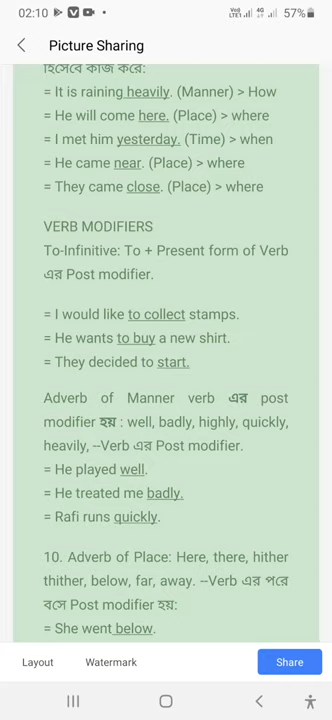 02:10
Vo))
LTE1
4G
57%
Picture Sharing
হিসেবে কাজ করে:
= It is raining heavily. (Manner) > How
= He will come here. (Place) > where
= I met him yesterday. (Time) > when
= He came near. (Place) > where
= They came close. (Place) > where
VERB MODIFIERS
To-Infinitive: To + Present form of Verb
এর Post modifier.
= I would like to collect stamps.
= He wants to buy a new shirt.
= They decided to start.
Adverb of Manner verb এর post
modifier হয় : well, badly, highly, quickly,
heavily, --Verb এর Post modifier.
= He played well.
= He treated me badly.
= Rafi runs quickly.
10. Adverb of Place: Here, there, hither
thither, below, far, away. --Verb এর পরে
বসে Post modifier হয়:
= She went below.
Layout
Watermark
Share